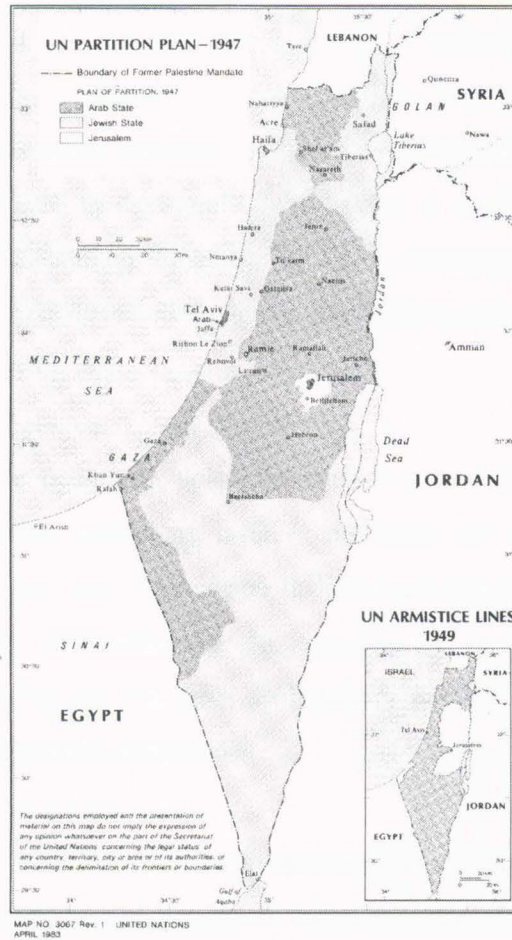 UN PARTITION PLAN – 1947
Boundary of Former Palestine Mandate
PLAN OF PARTITION, 1947
Arab State
Jewish State
Jerusalem
LEBANON
SYRIA
GOLAN
Nahariyya
Acre
Haifa
Safad
Lake
Tiberias
Nawa
Tiberias
Nazareth
Hadera
Jenin
Netanya
Nablus
Tel Aviv
Arab
Jaffa
Rishon Le Zion
Ramle
Ramallah
Jericho
Jordan
Amman
Jerusalem
Bethlehem
MEDITERRANEAN
SEA
Hebron
Dead
Sea
Gaza
GAZA
Khan Yunis
Rafah
Beersheba
El Arish
JORDAN
SINAI
EGYPT
Elat
Gulf of
Aqaba
UN ARMISTICE LINES
1949
LEBANON
ISRAEL
SYRIA
Tel Aviv
Jerusalem
JORDAN
EGYPT
The designations employed and the presentation of
material on this map do not imply the expression of
any opinion whatsoever on the part of the Secretariat
of the United Nations concerning the legal status of
any country, territory, city or area or of its authorities, or
concerning the delimitation of its frontiers or boundaries.
MAP NO. 3067 Rev. 1 UNITED NATIONS
APRIL 1983